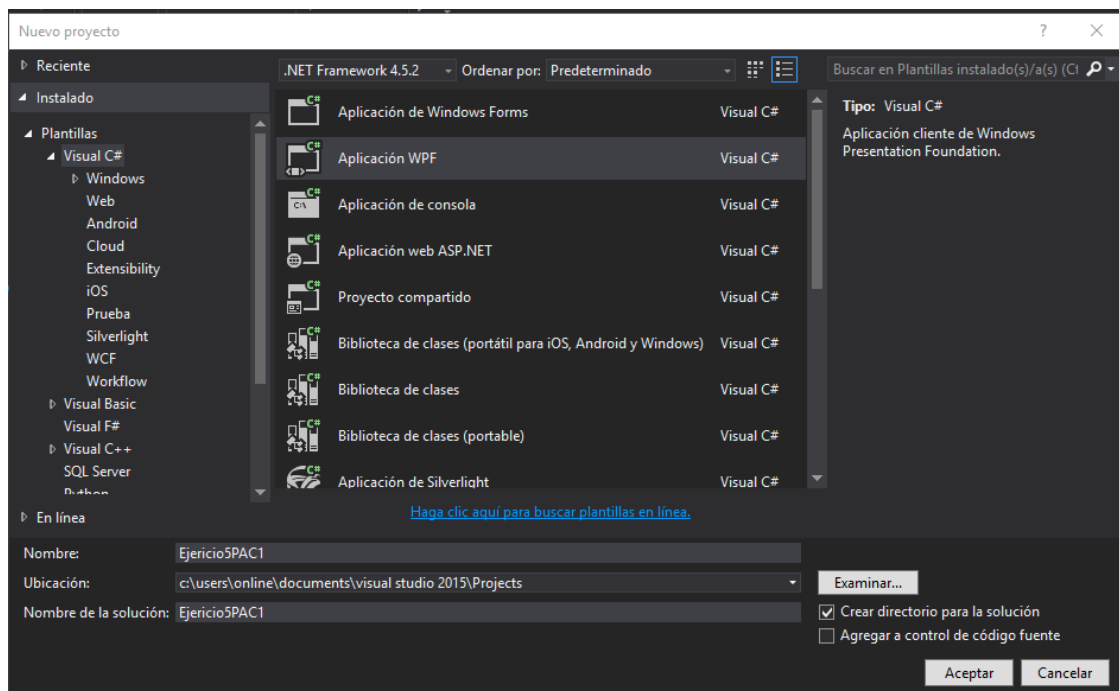 Nuevo proyecto
?
Reciente
.NET Framework 4.5.2
Ordenar por: Predeterminado
Buscar en Plantillas instalado(s)/a(s) (Ct
Instalado
Plantillas
Visual C#
Windows
Web
Android
Cloud
Extensibility
iOS
Prueba
Silverlight
WCF
Workflow
Visual Basic
Visual F#
Visual C++
SQL Server
Python
En línea
C# Aplicación de Windows Forms Visual C#
C# Aplicación WPF Visual C#
C# C:\ Aplicación de consola Visual C#
C# Aplicación web ASP.NET Visual C#
C# Proyecto compartido Visual C#
C# Biblioteca de clases (portátil para iOS, Android y Windows) Visual C#
C# Biblioteca de clases Visual C#
C# Biblioteca de clases (portable) Visual C#
C# Aplicación de Silverlight Visual C#
Haga clic aquí para buscar plantillas en línea.
Tipo: Visual C#
Aplicación cliente de Windows
Presentation Foundation.
Nombre: Ejericio5PAC1
Ubicación: c:\users\online\documents\visual studio 2015\Projects
Examinar...
Nombre de la solución: Ejericio5PAC1
Crear directorio para la solución
Agregar a control de código fuente
Aceptar
Cancelar